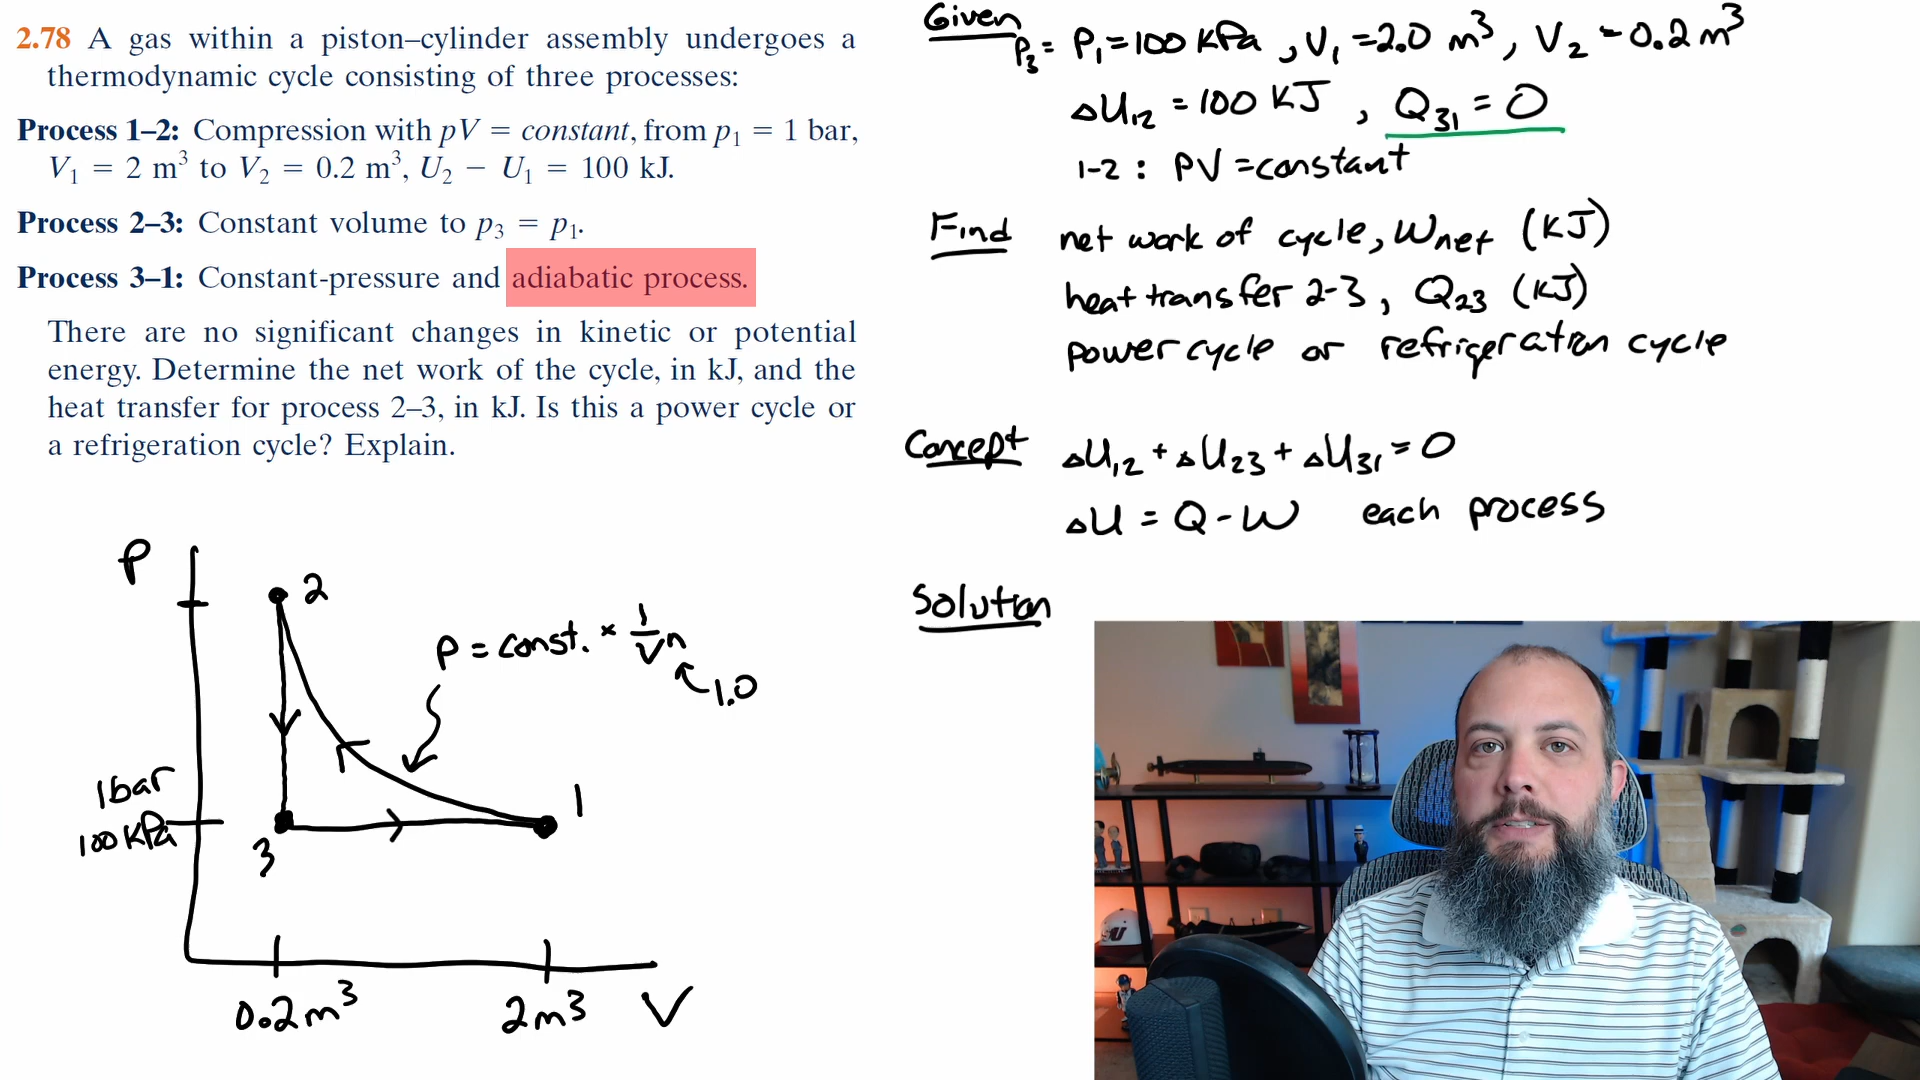 2.78 A gas within a piston–cylinder assembly undergoes a
thermodynamic cycle consisting of three processes:
Process 1–2: Compression with pV = constant, from p₁ = 1 bar,
V₁ = 2 m³ to V₂ = 0.2 m³, U₂ − U₁ = 100 kJ.
Process 2–3: Constant volume to p₃ = p₁.
Process 3–1: Constant-pressure and adiabatic process.
There are no significant changes in kinetic or potential
energy. Determine the net work of the cycle, in kJ, and the
heat transfer for process 2–3, in kJ. Is this a power cycle or
a refrigeration cycle? Explain.
P
2
P = const. × 1/Vⁿ
1.0
1bar
100 kPa
1
3
0.2m³
2m³
V
Given
P₃ = P₁ = 100 kPa, V₁ = 2.0 m³, V₂ = 0.2 m³
ΔU₁₂ = 100 KJ, Q₃₁ = 0
1-2: PV = constant
Find
net work of cycle, Wnet (KJ)
heat transfer 2-3, Q₂₃ (KJ)
power cycle or refrigeration cycle
Concept
ΔU₁₂ + ΔU₂₃ + ΔU₃₁ = 0
ΔU = Q - W each process
Solution